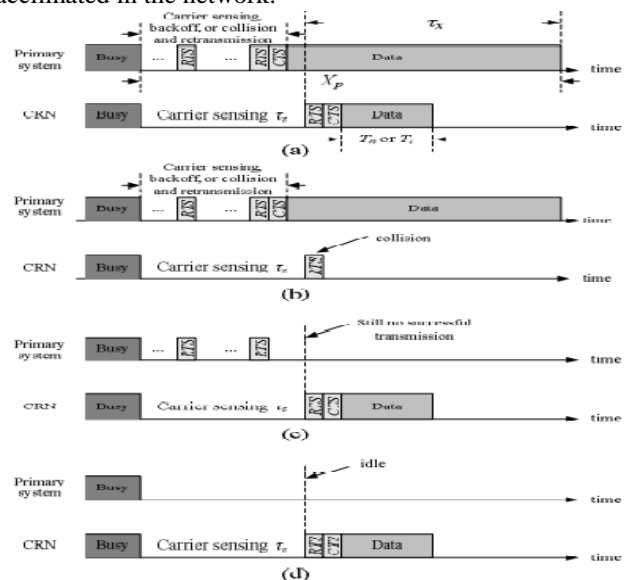 acclimated in the network.
Carrier sensing,
backoff, or collision
and retransmission
τx
Primary
system
Busy
...
RTS
...
RTS
CTS
Data
time
Xp
CRN
Busy
Carrier sensing τs
RTS
CTS
Data
time
(a)
Tn or Ti
Carrier sensing,
backoff, or collision
and retransmission
Primary
system
Busy
...
RTS
...
RTS
CTS
Data
time
collision
CRN
Busy
Carrier sensing τs
RTS
time
(b)
Still no successful
transmission
Primary
system
Busy
...
RTS
...
RTS
time
CRN
Busy
Carrier sensing τs
RTS
CTS
Data
time
(c)
idle
Primary
system
Busy
time
CRN
Busy
Carrier sensing τs
RTS
CTS
Data
time
(d)